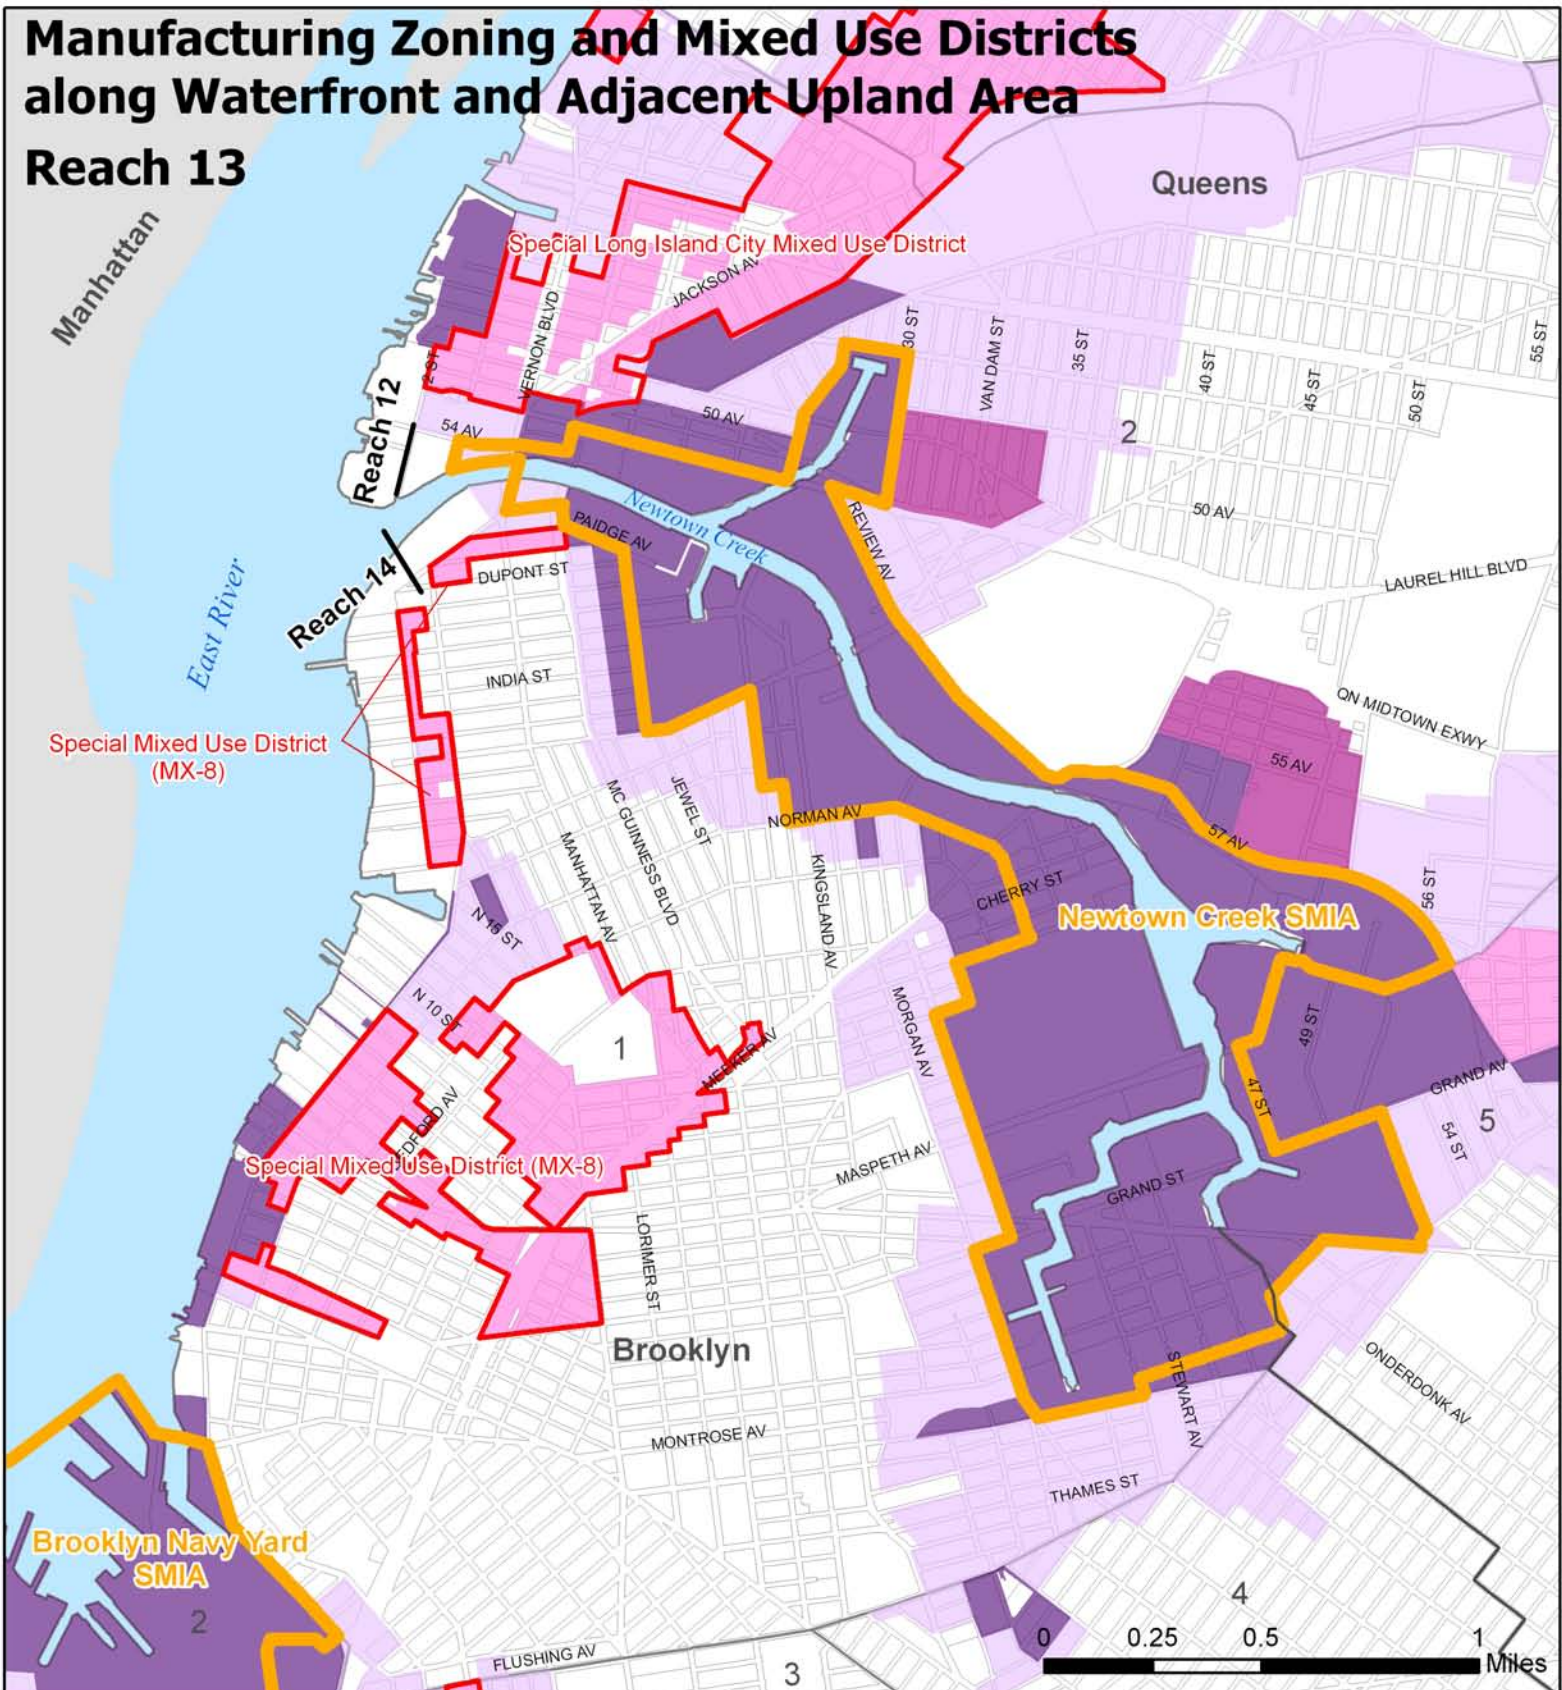 Manufacturing Zoning and Mixed Use Districts
along Waterfront and Adjacent Upland Area
Reach 13
Queens
Manhattan
Special Long Island City Mixed Use District
JACKSON AV
VERNON BLVD
2 ST
30 ST
VAN DAM ST
35 ST
40 ST
45 ST
50 ST
55 ST
Reach 12
54 AV
50 AV
2
Newtown Creek
PAIDGE AV
REVIEW AV
50 AV
LAUREL HILL BLVD
Reach 14
DUPONT ST
East River
INDIA ST
QN MIDTOWN EXWY
Special Mixed Use District
(MX-8)
55 AV
MC GUINNESS BLVD
JEWEL ST
NORMAN AV
57 AV
MANHATTAN AV
KINGSLAND AV
CHERRY ST
56 ST
N 15 ST
Newtown Creek SMIA
N 10 ST
MORGAN AV
49 ST
1
MEEKER AV
GRAND AV
47 ST
5
54 ST
EDFORD AV
Special Mixed Use District (MX-8)
MASPETH AV
GRAND ST
LORIMER ST
Brooklyn
STEWART AV
ONDERDONK AV
MONTROSE AV
THAMES ST
Brooklyn Navy Yard
SMIA
2
4
FLUSHING AV
3
0 0.25 0.5 1
Miles